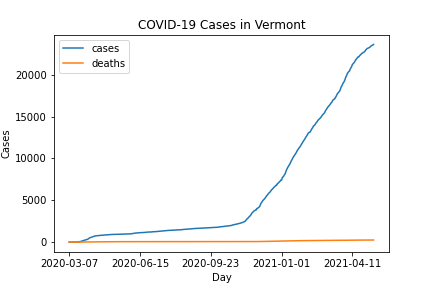 COVID-19 Cases in Vermont
cases
deaths
20000
15000
10000
5000
0
Cases
2020-03-07 2020-06-15 2020-09-23 2021-01-01 2021-04-11
Day